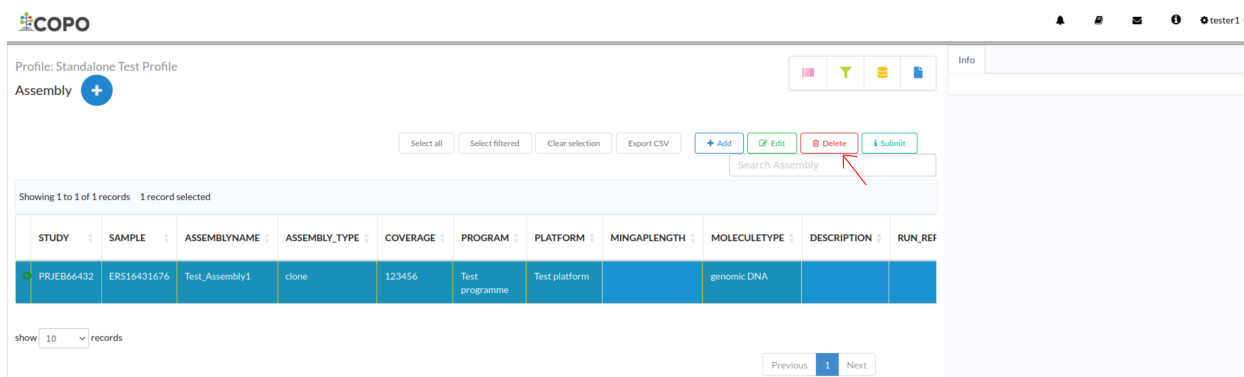 COPO
tester1
Profile: Standalone Test Profile
Info
Assembly
Select all Select filtered Clear selection Export CSV Add Edit Delete Submit
Search Assembly
Showing 1 to 1 of 1 records 1 record selected
STUDY SAMPLE ASSEMBLYNAME ASSEMBLY_TYPE COVERAGE PROGRAM PLATFORM MINGAPLENGTH MOLECULETYPE DESCRIPTION RUN_REF
PRJEB66432 ERS16431676 Test_Assembly1 clone 123456 Test Test platform genomic DNA
programme
show 10 records
Previous 1 Next